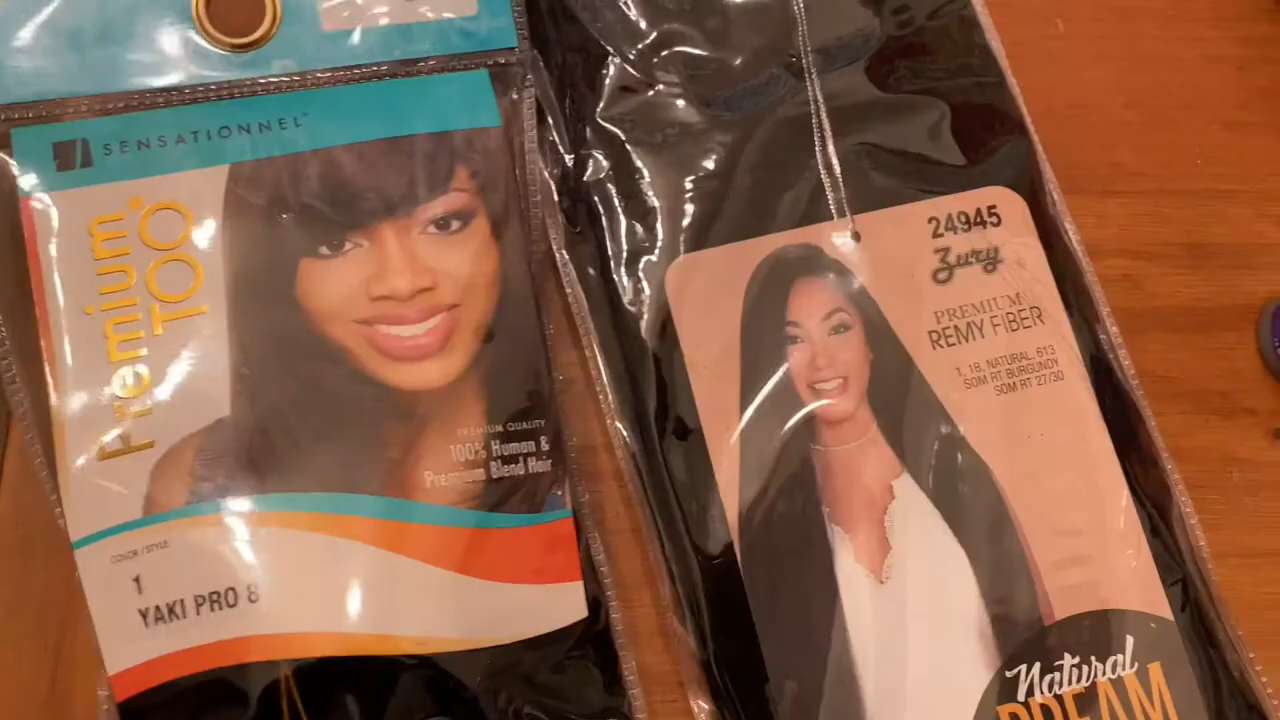 SENSATIONNEL
Premium
TOO
PREMIUM QUALITY
100% Human &
Premium Blend Hair
COLOR / STYLE:
1
YAKI PRO 8
24945
Zury
PREMIUM
REMY FIBER
1, 1B, NATURAL, 613
SOM RT BURGUNDY
SOM RT 27/30
Natural
DREAM